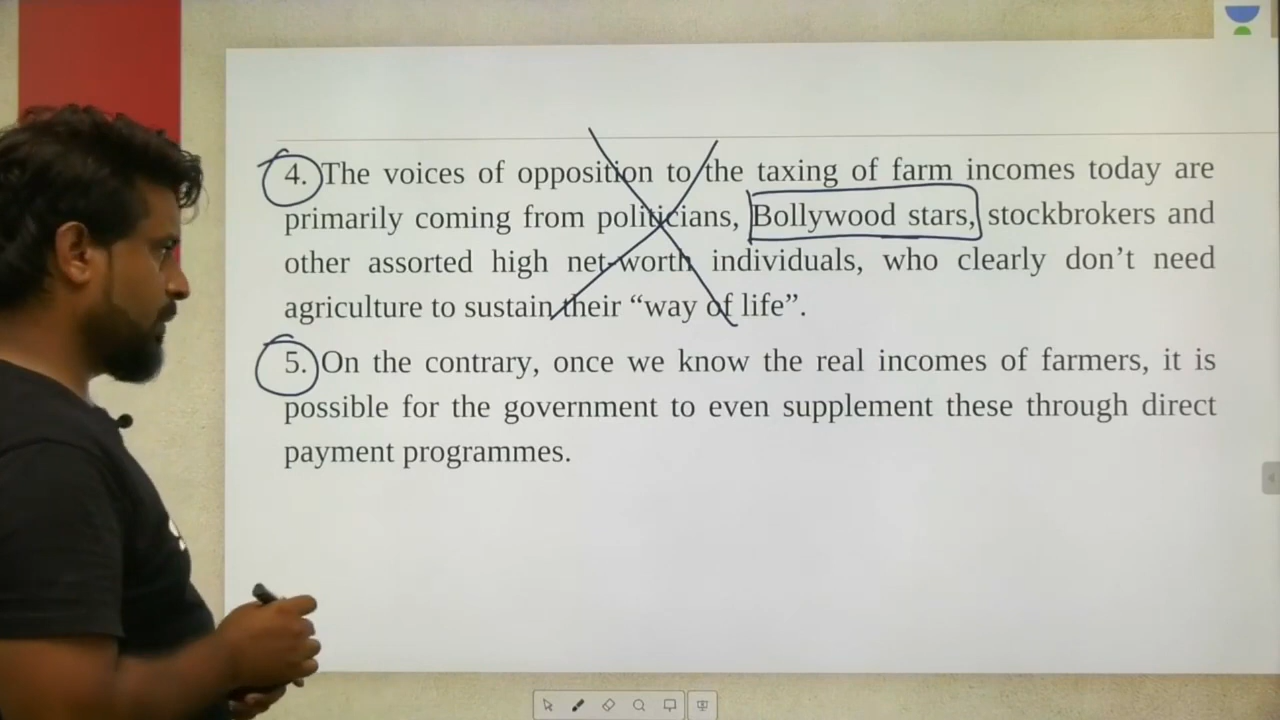 4. The voices of opposition to the taxing of farm incomes today are
primarily coming from politicians, Bollywood stars, stockbrokers and
other assorted high net-worth individuals, who clearly don’t need
agriculture to sustain their “way of life”.
5. On the contrary, once we know the real incomes of farmers, it is
possible for the government to even supplement these through direct
payment programmes.